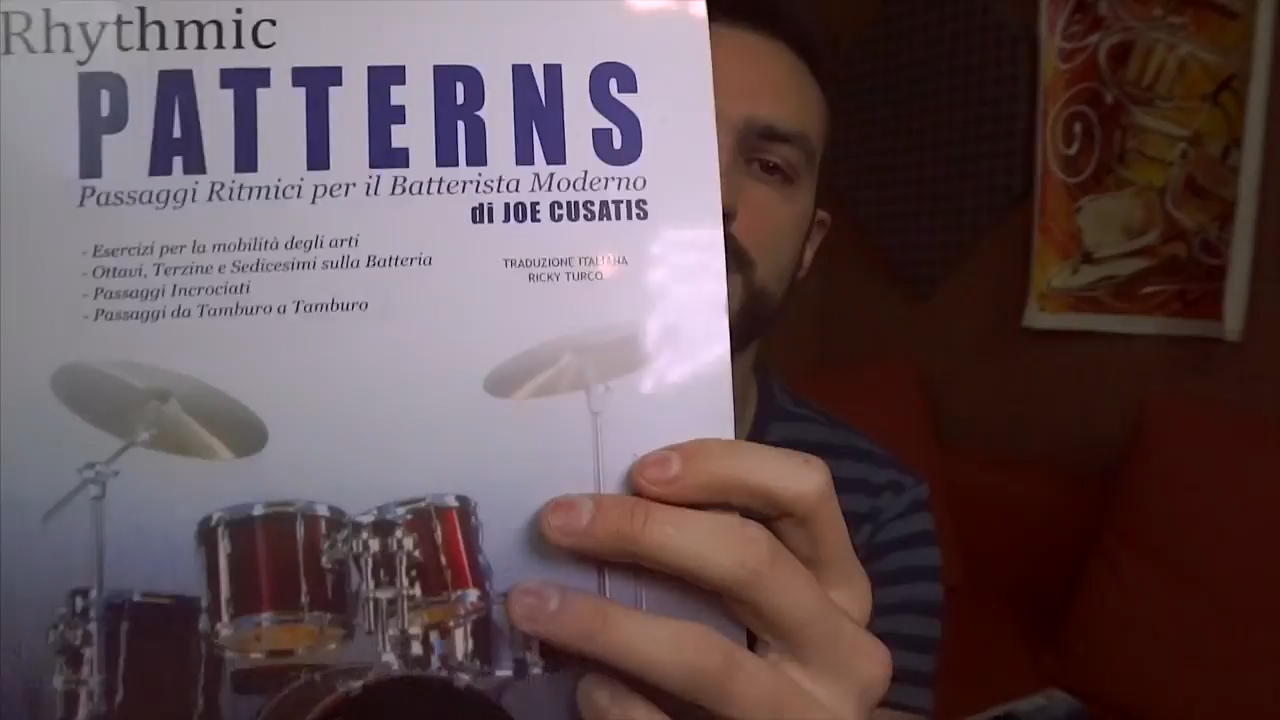 Rhythmic
PATTERNS
Passaggi Ritmici per il Batterista Moderno
di JOE CUSATIS
- Esercizi per la mobilità degli arti
- Ottavi, Terzine e Sedicesimi sulla Batteria
- Passaggi Incrociati
- Passaggi da Tamburo a Tamburo
TRADUZIONE ITALIANA
RICKY TURCO